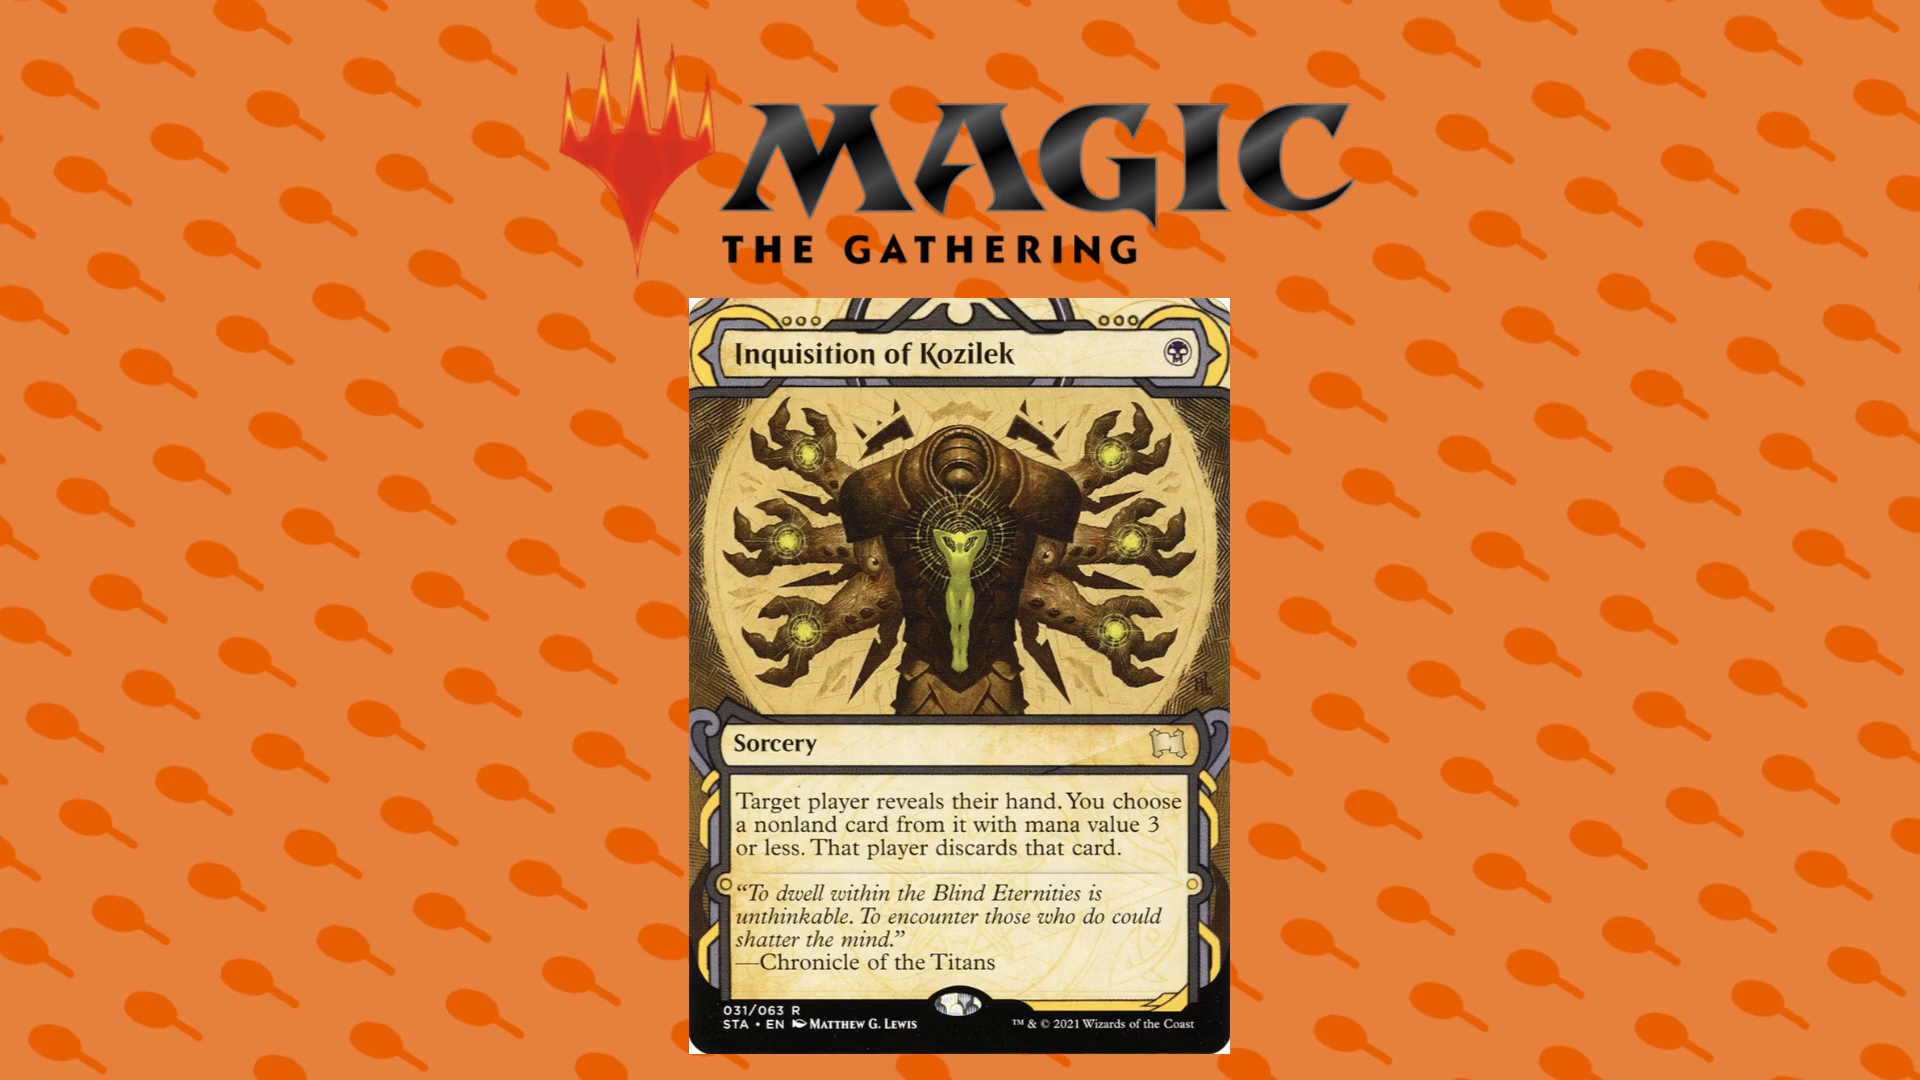 MAGIC
THE GATHERING
Inquisition of Kozilek
Sorcery
Target player reveals their hand. You choose
a nonland card from it with mana value 3
or less. That player discards that card.
“To dwell within the Blind Eternities is
unthinkable. To encounter those who do could
shatter the mind.”
—Chronicle of the Titans
031/063 R
STA • EN MATTHEW G. LEWIS
™ & © 2021 Wizards of the Coast